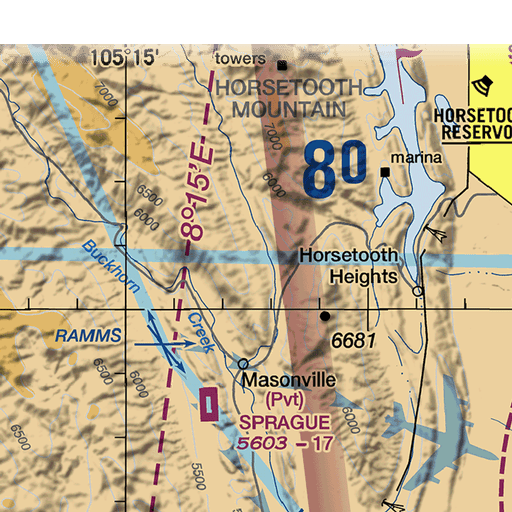 105°15'
towers
7000
HORSETOOTH
MOUNTAIN
7000
HORSETOO
RESERVO
80
marina
6000
6500
6000
8°15'E
Buckhorn
Horsetooth
Heights
RAMMS
Creek
6681
6500
6000
Masonville
(Pvt)
SPRAGUE
5603 - 17
6000
6500
5500